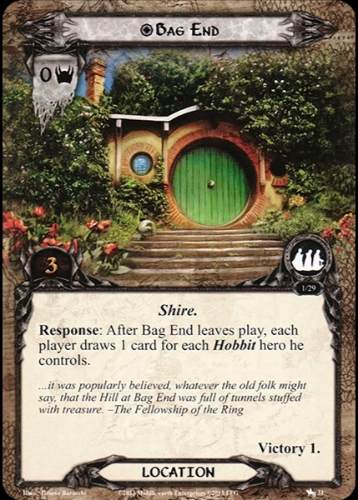 Bag End
0
3
1/29
Shire.
Response: After Bag End leaves play, each
player draws 1 card for each Hobbit hero he
controls.
...it was popularly believed, whatever the old folk might
say, that the Hill at Bag End was full of tunnels stuffed
with treasure. –The Fellowship of the Ring
Victory 1.
LOCATION